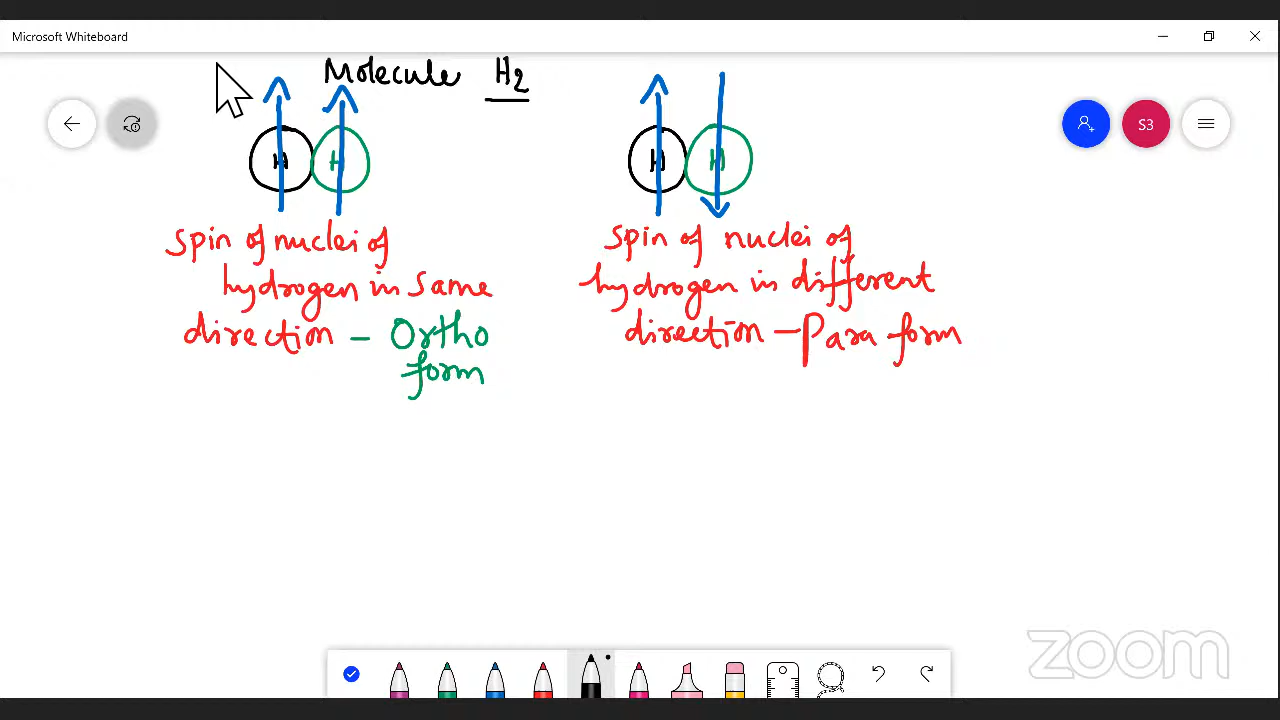 Microsoft Whiteboard
Molecule H2
H H
H H
S3
Spin of nuclei of
hydrogen in same
direction - Ortho
form
Spin of nuclei of
hydrogen in different
direction - Para form
zoom